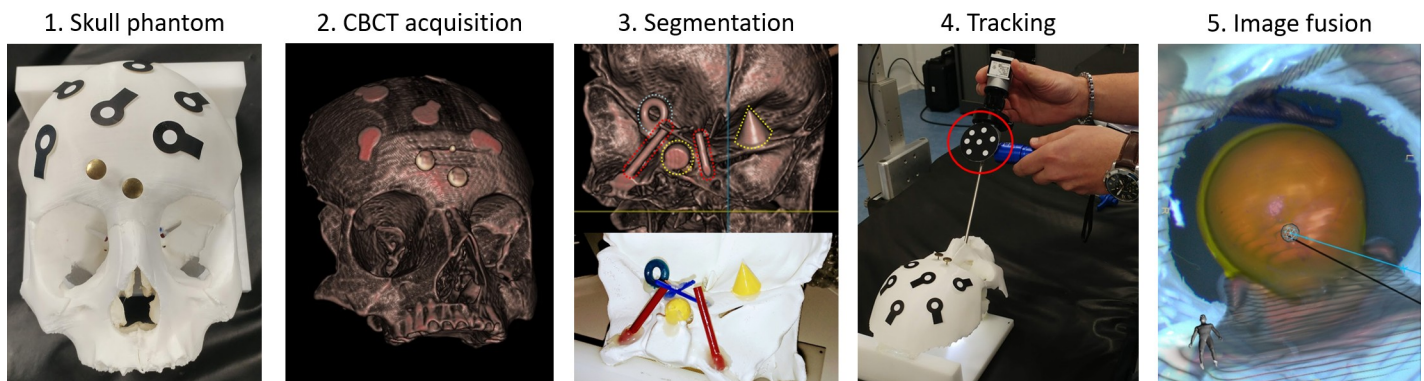 1. Skull phantom
2. CBCT acquisition
3. Segmentation
4. Tracking
5. Image fusion